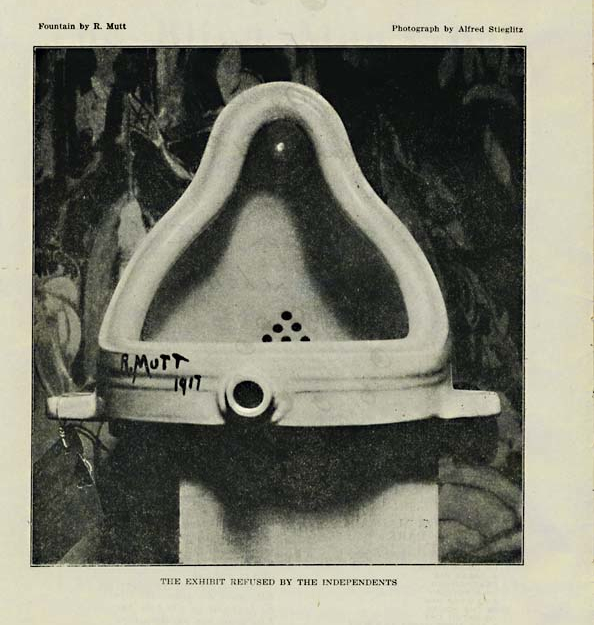 Fountain by R. Mutt
Photograph by Alfred Stieglitz
R. MUTT
1917
THE EXHIBIT REFUSED BY THE INDEPENDENTS